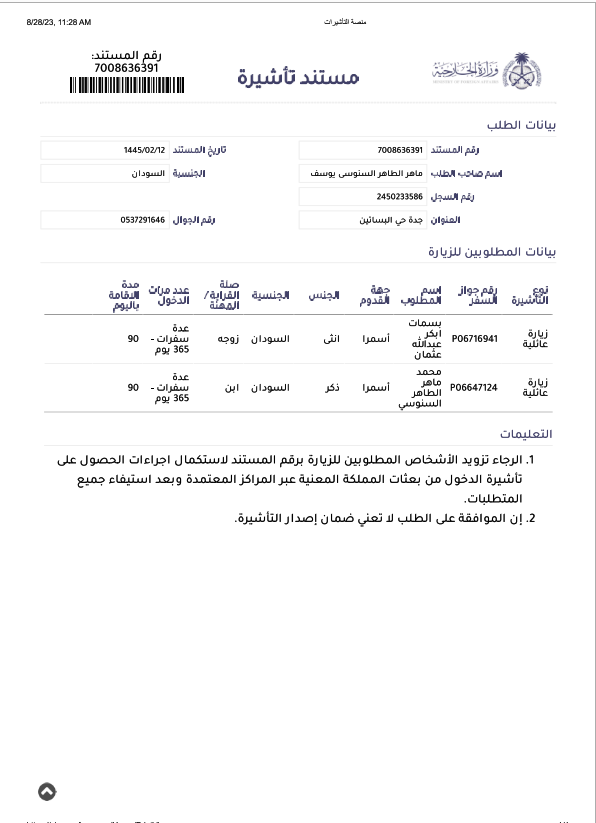 8/28/23, 11:28 AM
منصة التأشيرات
وزارة الخارجية
MINISTRY OF FOREIGN AFFAIRS
مستند تأشيرة
رقم المستند:
7008636391
بيانات الطلب
رقم المستند 7008636391 تاريخ المستند 1445/02/12
اسم صاحب الطلب ماهر الطاهر السنوسى يوسف الجنسية السودان
رقم السجل 2450233586
العنوان جدة حي البساتين رقم الجوال 0537291646
بيانات المطلوبين للزيارة
نوع التأشيرة رقم جواز السفر اسم المطلوب جهة القدوم الجنس الجنسية صلة القرابة/ المهنة عدد مرات الدخول مدة الاقامة باليوم
زيارة عائلية P06716941 بسمات ابكر عبدالله عثمان أسمرا انثى السودان زوجه عدة سفرات - 365 يوم 90
زيارة عائلية P06647124 محمد ماهر الطاهر السنوسي أسمرا ذكر السودان ابن عدة سفرات - 365 يوم 90
التعليمات
1. الرجاء تزويد الأشخاص المطلوبين للزيارة برقم المستند لاستكمال اجراءات الحصول على
تأشيرة الدخول من بعثات المملكة المعنية عبر المراكز المعتمدة وبعد استيفاء جميع
المتطلبات.
2. إن الموافقة على الطلب لا تعني ضمان إصدار التأشيرة.